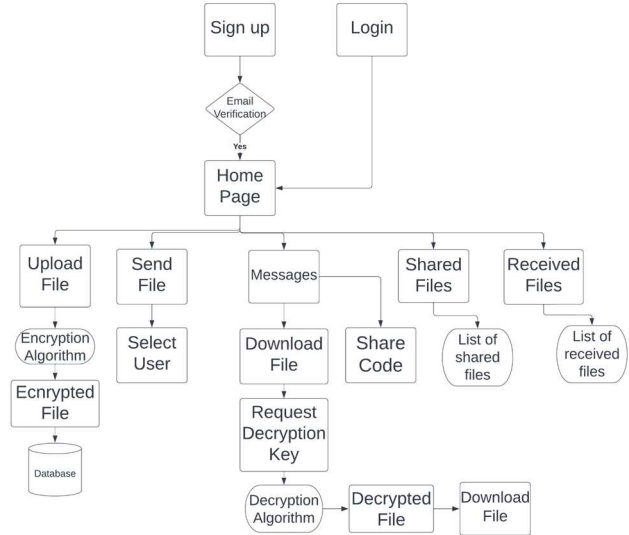 Sign up
Login
Email
Verification
Yes
Home
Page
Upload
File
Send
File
Messages
Shared
Files
Received
Files
Encryption
Algorithm
Select
User
Download
File
Share
Code
List of
shared
files
List of
received
files
Ecnrypted
File
Request
Decryption
Key
Database
Decryption
Algorithm
Decrypted
File
Download
File